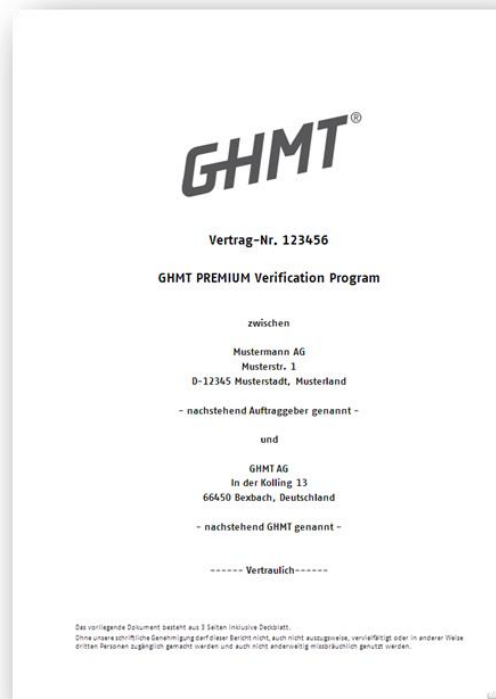 GHMT®
Vertrag-Nr. 123456
GHMT PREMIUM Verification Program
zwischen
Mustermann AG
Musterstr. 1
D-12345 Musterstadt, Musterland
- nachstehend Auftraggeber genannt -
und
GHMT AG
In der Kolling 13
66450 Bexbach, Deutschland
- nachstehend GHMT genannt -
------ Vertraulich------
Das vorliegende Dokument besteht aus 3 Seiten inklusive Deckblatt.
Ohne unsere schriftliche Genehmigung darf dieser Bericht nicht, auch nicht auszugsweise, vervielfältigt oder in anderer Weise
dritten Personen zugänglich gemacht werden und auch nicht anderweitig missbräuchlich genutzt werden.